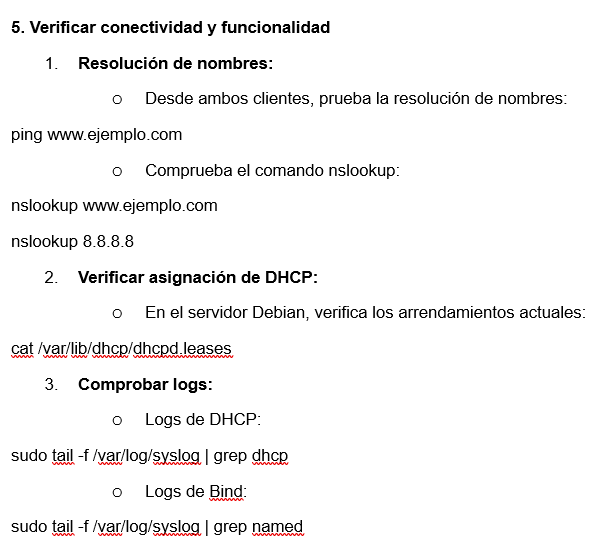 5. Verificar conectividad y funcionalidad
1. Resolución de nombres:
o Desde ambos clientes, prueba la resolución de nombres:
ping www.ejemplo.com
o Comprueba el comando nslookup:
nslookup www.ejemplo.com
nslookup 8.8.8.8
2. Verificar asignación de DHCP:
o En el servidor Debian, verifica los arrendamientos actuales:
cat /var/lib/dhcp/dhcpd.leases
3. Comprobar logs:
o Logs de DHCP:
sudo tail -f /var/log/syslog | grep dhcp
o Logs de Bind:
sudo tail -f /var/log/syslog | grep named